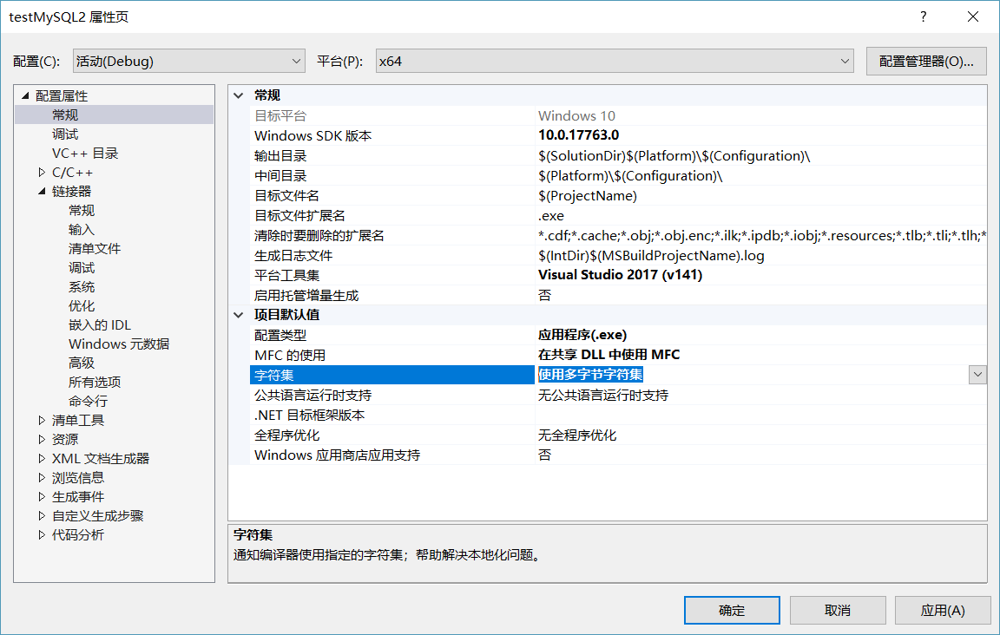 testMySQL2 属性页
?
配置(C): 活动(Debug) 平台(P): x64 配置管理器(O)...
配置属性
常规
调试
VC++ 目录
C/C++
链接器
常规
输入
清单文件
调试
系统
优化
嵌入的 IDL
Windows 元数据
高级
所有选项
命令行
清单工具
资源
XML 文档生成器
浏览信息
生成事件
自定义生成步骤
代码分析
常规
目标平台 Windows 10
Windows SDK 版本 10.0.17763.0
输出目录 $(SolutionDir)$(Platform)\$(Configuration)\
中间目录 $(Platform)\$(Configuration)\
目标文件名 $(ProjectName)
目标文件扩展名 .exe
清除时要删除的扩展名 *.cdf;*.cache;*.obj;*.obj.enc;*.ilk;*.ipdb;*.iobj;*.resources;*.tlb;*.tli;*.tlh;*
生成日志文件 $(IntDir)$(MSBuildProjectName).log
平台工具集 Visual Studio 2017 (v141)
启用托管增量生成 否
项目默认值
配置类型 应用程序(.exe)
MFC 的使用 在共享 DLL 中使用 MFC
字符集 使用多字节字符集
公共语言运行时支持 无公共语言运行时支持
.NET 目标框架版本
全程序优化 无全程序优化
Windows 应用商店应用支持 否
字符集
通知编译器使用指定的字符集；帮助解决本地化问题。
确定 取消 应用(A)